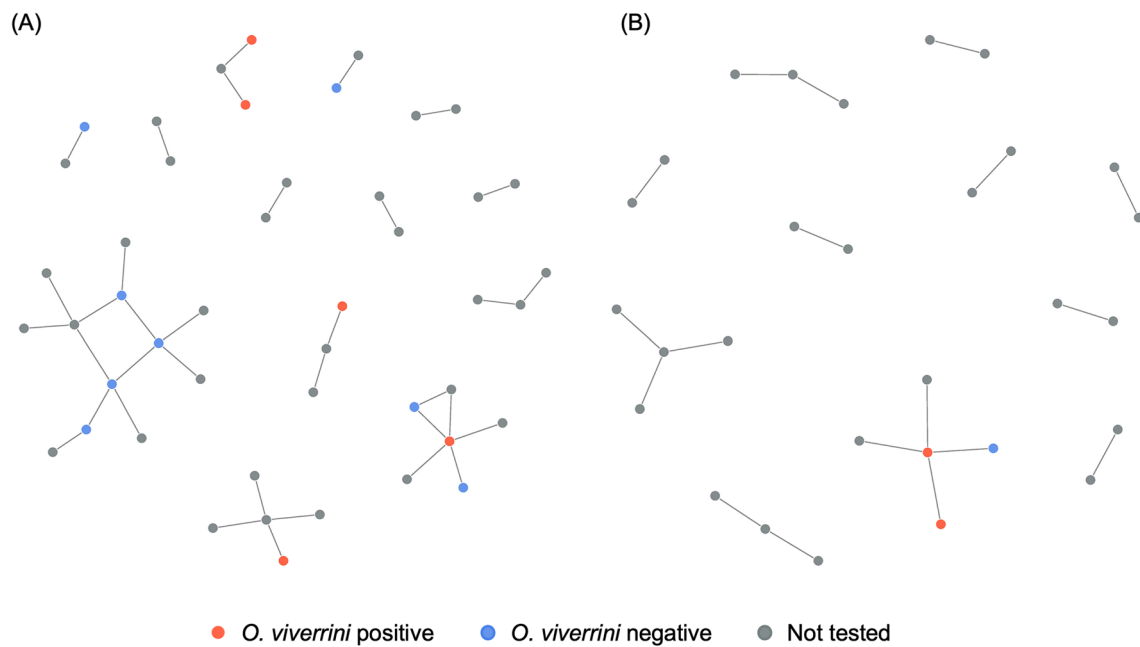 (A)
(B)
O. viverrini positive
O. viverrini negative
Not tested